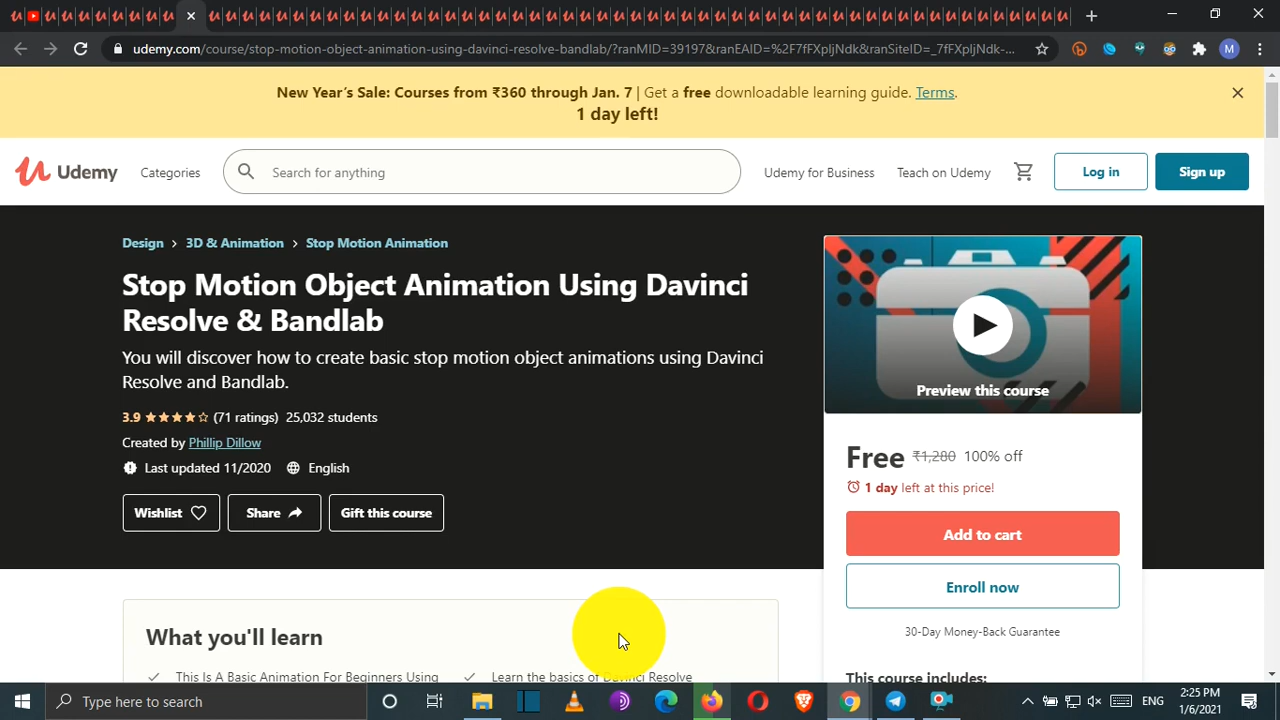 udemy.com/course/stop-motion-object-animation-using-davinci-resolve-bandlab/?ranMID=39197&ranEAID=%2F7fFXpljNdk&ranSiteID=_7fFXpljNdk-...
M
New Year's Sale: Courses from ₹360 through Jan. 7 | Get a free downloadable learning guide. Terms.
1 day left!
Udemy Categories Search for anything Udemy for Business Teach on Udemy Log in Sign up
Design > 3D & Animation > Stop Motion Animation
Stop Motion Object Animation Using Davinci
Resolve & Bandlab
You will discover how to create basic stop motion object animations using Davinci
Resolve and Bandlab.
3.9 (71 ratings) 25,032 students
Created by Phillip Dillow
Last updated 11/2020 English
Wishlist Share Gift this course
Preview this course
Free ₹1,280 100% off
1 day left at this price!
Add to cart
Enroll now
30-Day Money-Back Guarantee
This course includes:
What you'll learn
This Is A Basic Animation For Beginners Using
Learn the basics of DaVinci Resolve
Type here to search
ENG
2:25 PM
1/6/2021